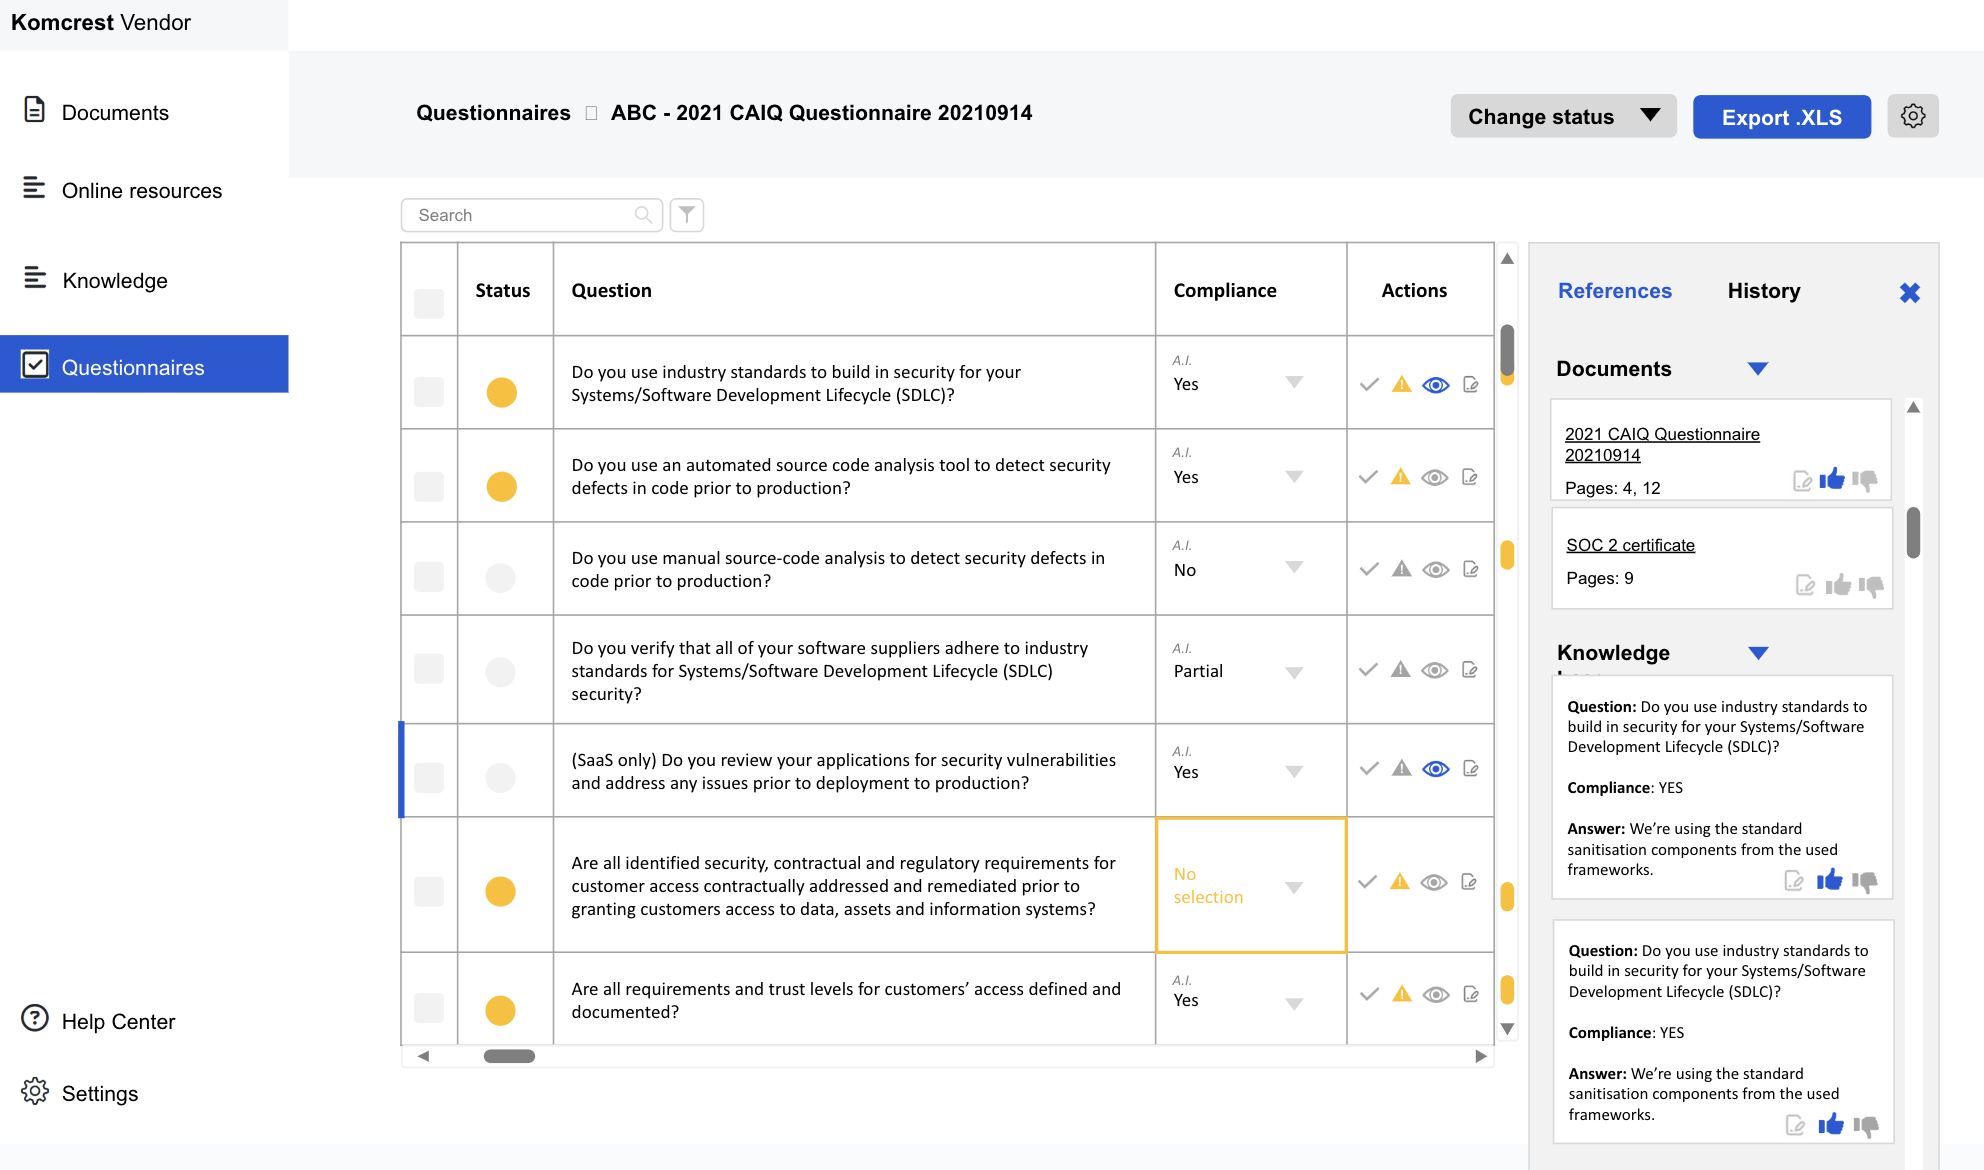 Komcrest Vendor
Documents
Online resources
Knowledge
Questionnaires
Help Center
Settings
Questionnaires ABC - 2021 CAIQ Questionnaire 20210914
Change status
Export .XLS
Search
Status Question Compliance Actions
Do you use industry standards to build in security for your
Systems/Software Development Lifecycle (SDLC)?
A.I.
Yes
Do you use an automated source code analysis tool to detect security
defects in code prior to production?
A.I.
Yes
Do you use manual source-code analysis to detect security defects in
code prior to production?
A.I.
No
Do you verify that all of your software suppliers adhere to industry
standards for Systems/Software Development Lifecycle (SDLC)
security?
A.I.
Partial
(SaaS only) Do you review your applications for security vulnerabilities
and address any issues prior to deployment to production?
A.I.
Yes
Are all identified security, contractual and regulatory requirements for
customer access contractually addressed and remediated prior to
granting customers access to data, assets and information systems?
No
selection
Are all requirements and trust levels for customers’ access defined and
documented?
A.I.
Yes
References History
Documents
2021 CAIQ Questionnaire
20210914
Pages: 4, 12
SOC 2 certificate
Pages: 9
Knowledge
Question: Do you use industry standards to
build in security for your Systems/Software
Development Lifecycle (SDLC)?
Compliance: YES
Answer: We’re using the standard
sanitisation components from the used
frameworks.
Question: Do you use industry standards to
build in security for your Systems/Software
Development Lifecycle (SDLC)?
Compliance: YES
Answer: We’re using the standard
sanitisation components from the used
frameworks.